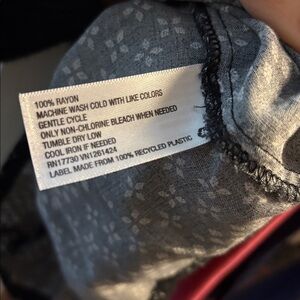 100% RAYON
MACHINE WASH COLD WITH LIKE COLORS
GENTLE CYCLE
ONLY NON-CHLORINE BLEACH WHEN NEEDED
TUMBLE DRY LOW
COOL IRON IF NEEDED
RN17730 VN1261424
LABEL MADE FROM 100% RECYCLED PLASTIC